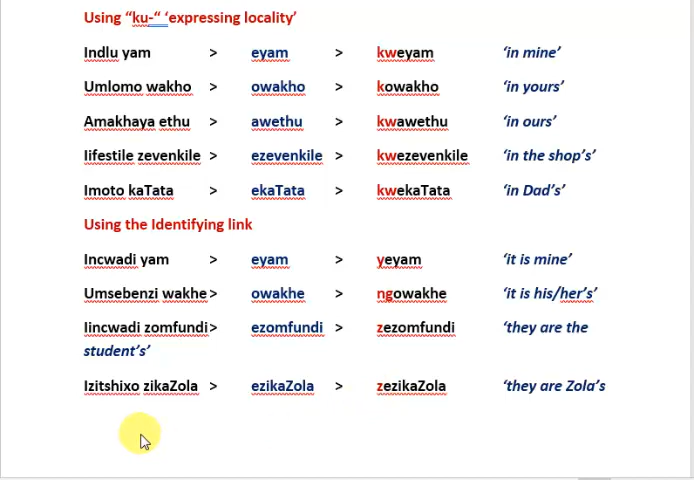 Using “ku-“ ‘expressing locality’
Indlu yam > eyam > kweyam ‘in mine’
Umlomo wakho > owakho > kowakho ‘in yours’
Amakhaya ethu > awethu > kwawethu ‘in ours’
Iifestile zevenkile > ezevenkile > kwezevenkile ‘in the shop’s’
Imoto kaTata > ekaTata > kwekaTata ‘in Dad’s’
Using the Identifying link
Incwadi yam > eyam > yeyam ‘it is mine’
Umsebenzi wakhe > owakhe > ngowakhe ‘it is his/her’s’
Iincwadi zomfundi > ezomfundi > zezomfundi ‘they are the
student’s’
Izitshixo zikaZola > ezikaZola > zezikaZola ‘they are Zola’s